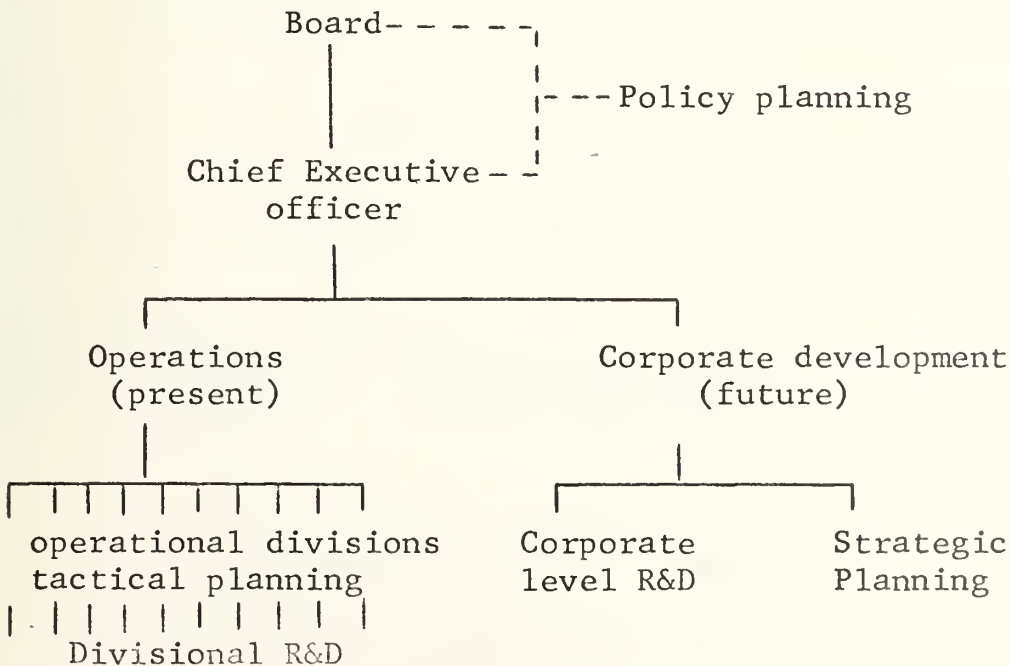 Board
Policy planning
Chief Executive
officer
Operations
(present)
Corporate development
(future)
operational divisions
tactical planning
Corporate
level R&D
Strategic
Planning
Divisional R&D